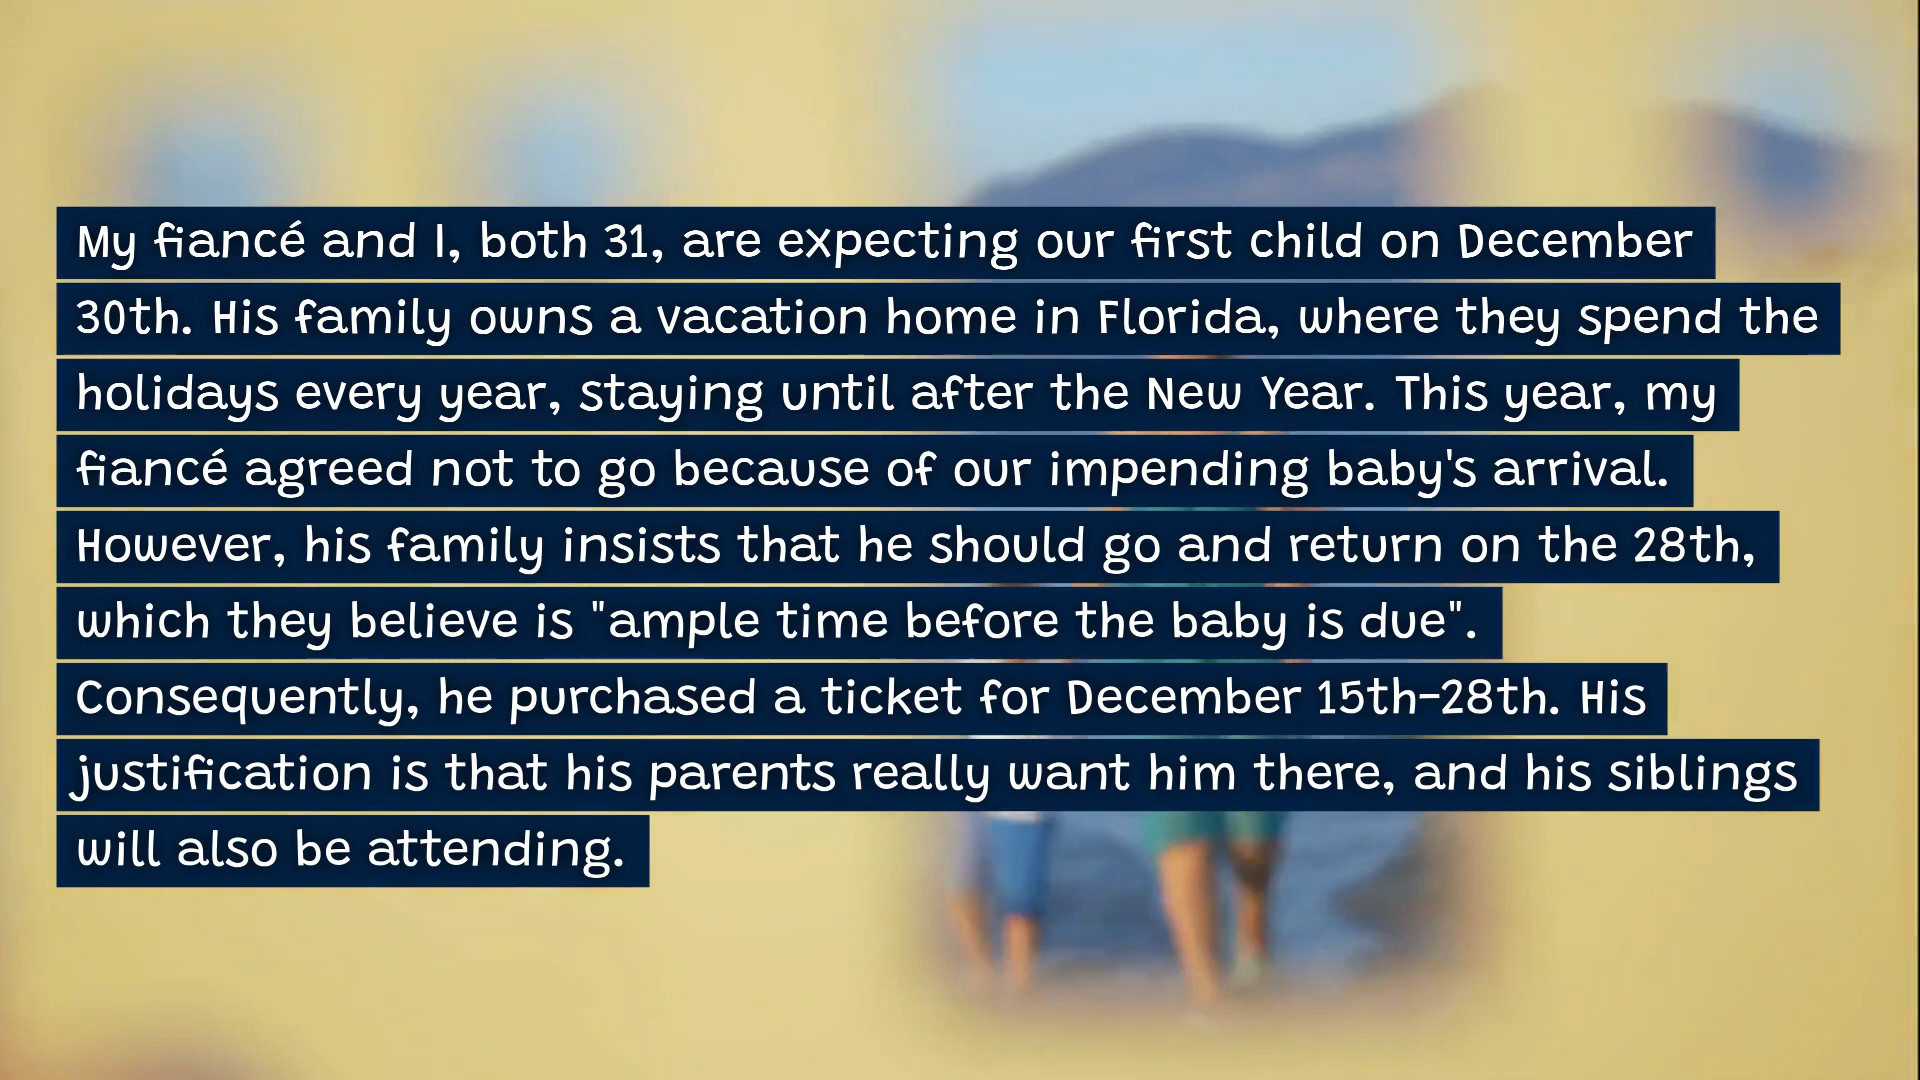 My fiancé and I, both 31, are expecting our first child on December
30th. His family owns a vacation home in Florida, where they spend the
holidays every year, staying until after the New Year. This year, my
fiancé agreed not to go because of our impending baby's arrival.
However, his family insists that he should go and return on the 28th,
which they believe is "ample time before the baby is due".
Consequently, he purchased a ticket for December 15th-28th. His
justification is that his parents really want him there, and his siblings
will also be attending.